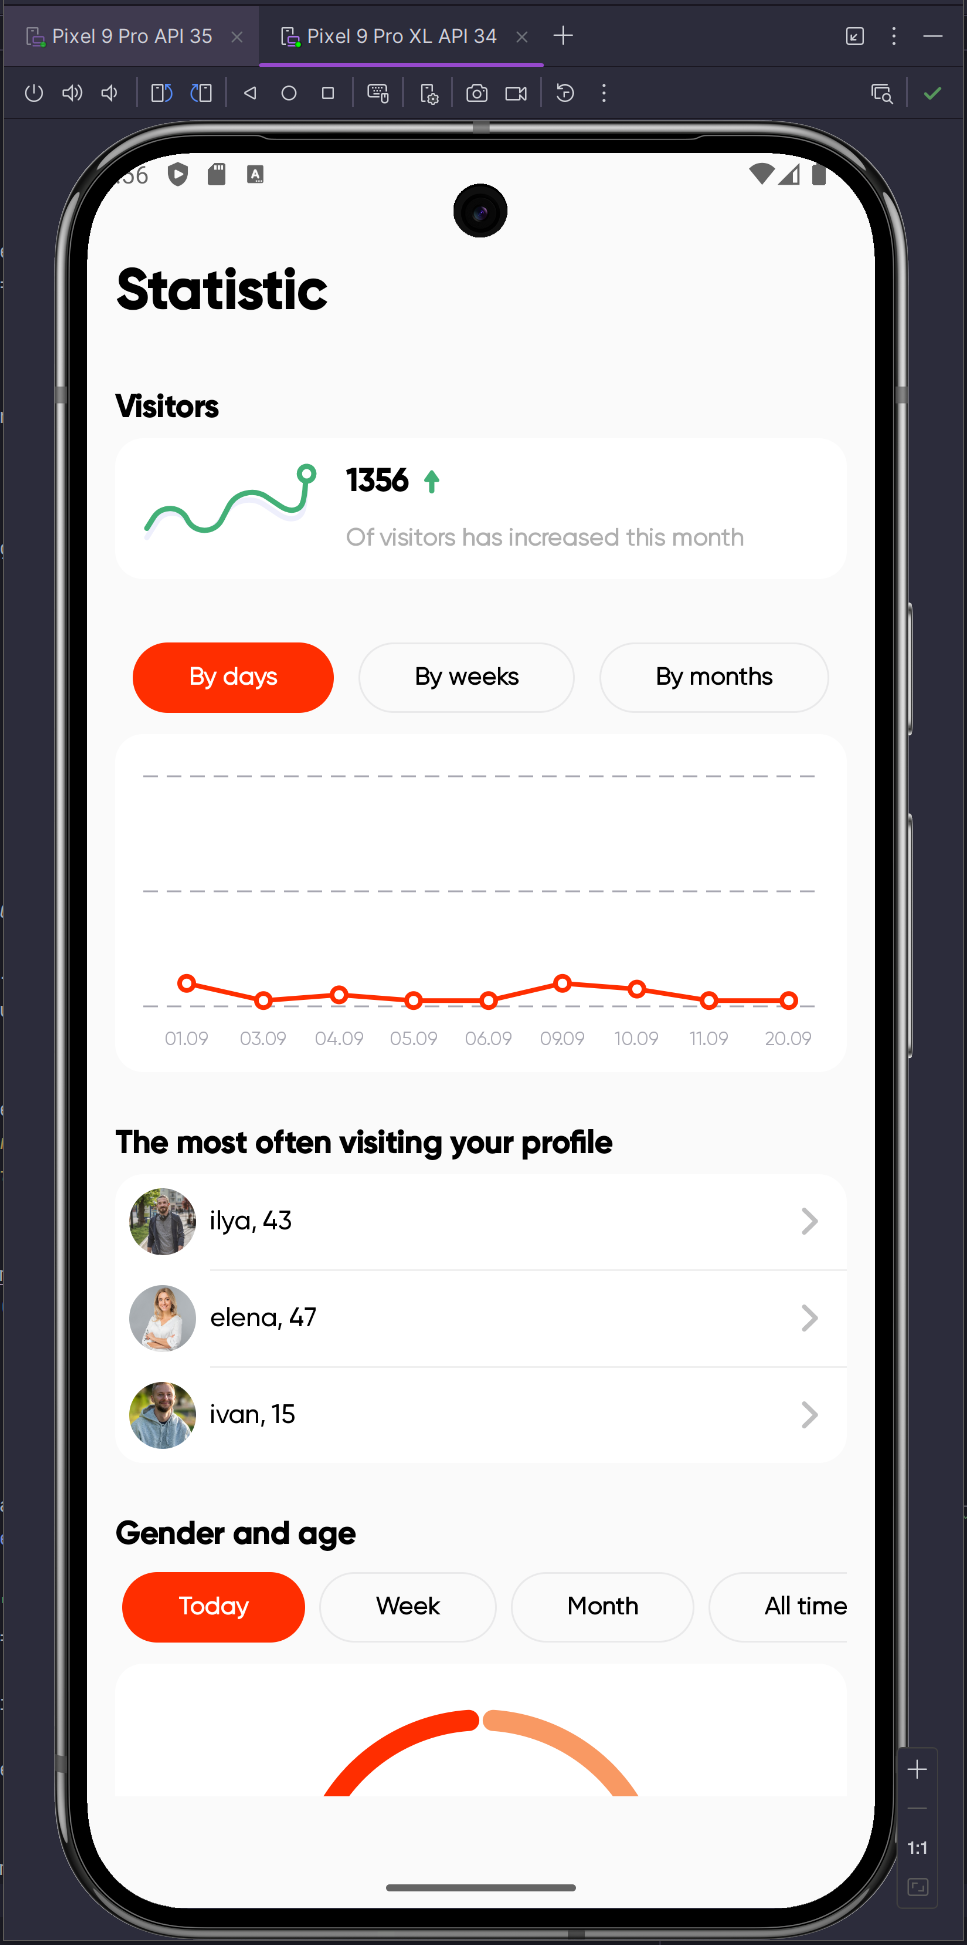 Pixel 9 Pro API 35
Pixel 9 Pro XL API 34
56
Statistic
Visitors
1356
Of visitors has increased this month
By days
By weeks
By months
01.09 03.09 04.09 05.09 06.09 09.09 10.09 11.09 20.09
The most often visiting your profile
ilya, 43
elena, 47
ivan, 15
Gender and age
Today
Week
Month
All time
1:1